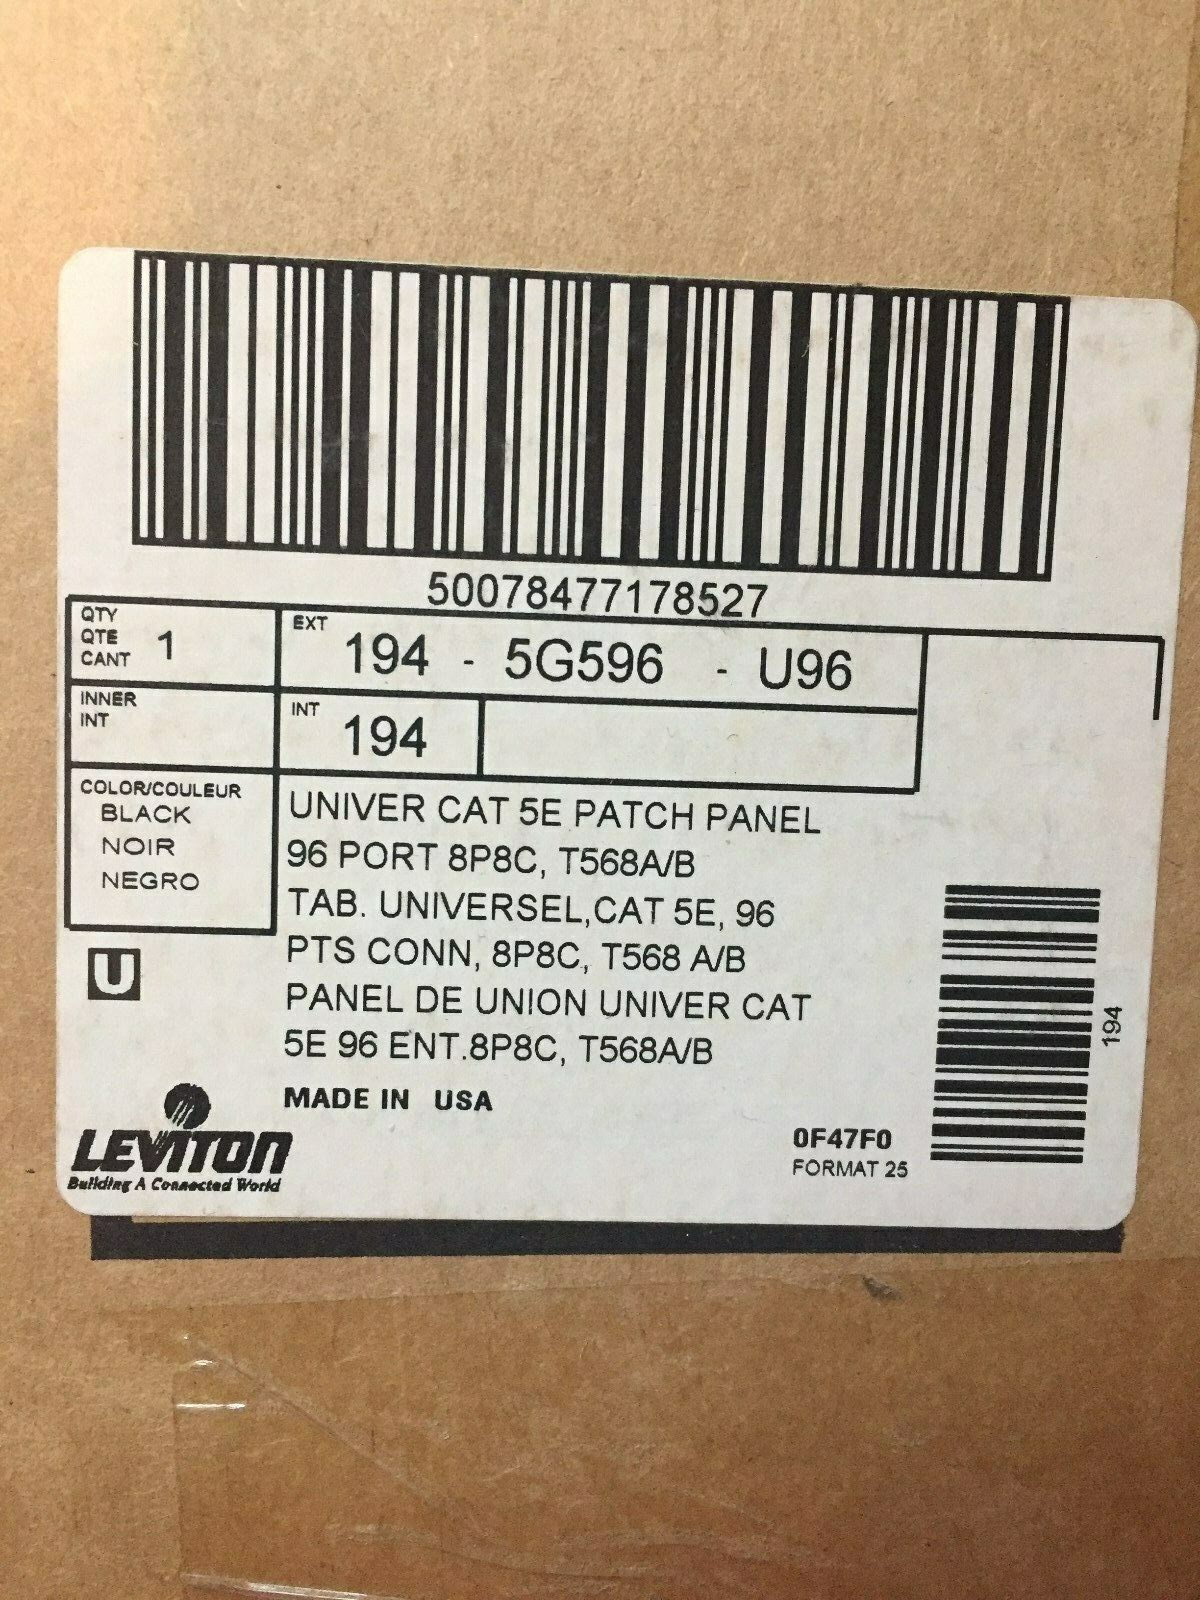 50078477178527
QTY
QTE
CANT
1
EXT
194 - 5G596 - U96
INNER
INT
INT
194
COLOR/COULEUR
BLACK
NOIR
NEGRO
UNIVER CAT 5E PATCH PANEL
96 PORT 8P8C, T568A/B
TAB. UNIVERSEL,CAT 5E, 96
PTS CONN, 8P8C, T568 A/B
PANEL DE UNION UNIVER CAT
5E 96 ENT.8P8C, T568A/B
U
MADE IN USA
LEVITON
Building A Connected World
0F47F0
FORMAT 25
194